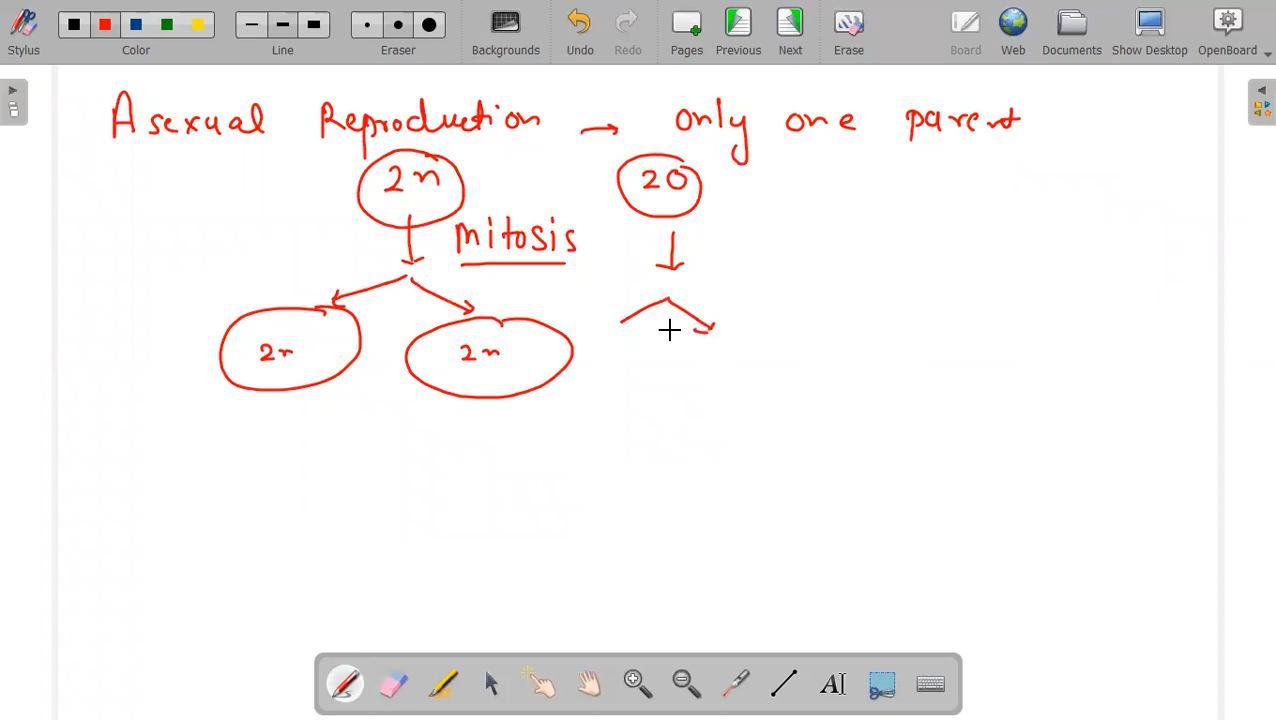 Stylus Color Line Eraser Backgrounds Undo Redo Pages Previous Next Erase Board Web Documents Show Desktop OpenBoard
Asexual Reproduction → only one parent
2n 20
Mitosis
2n 2n
AI